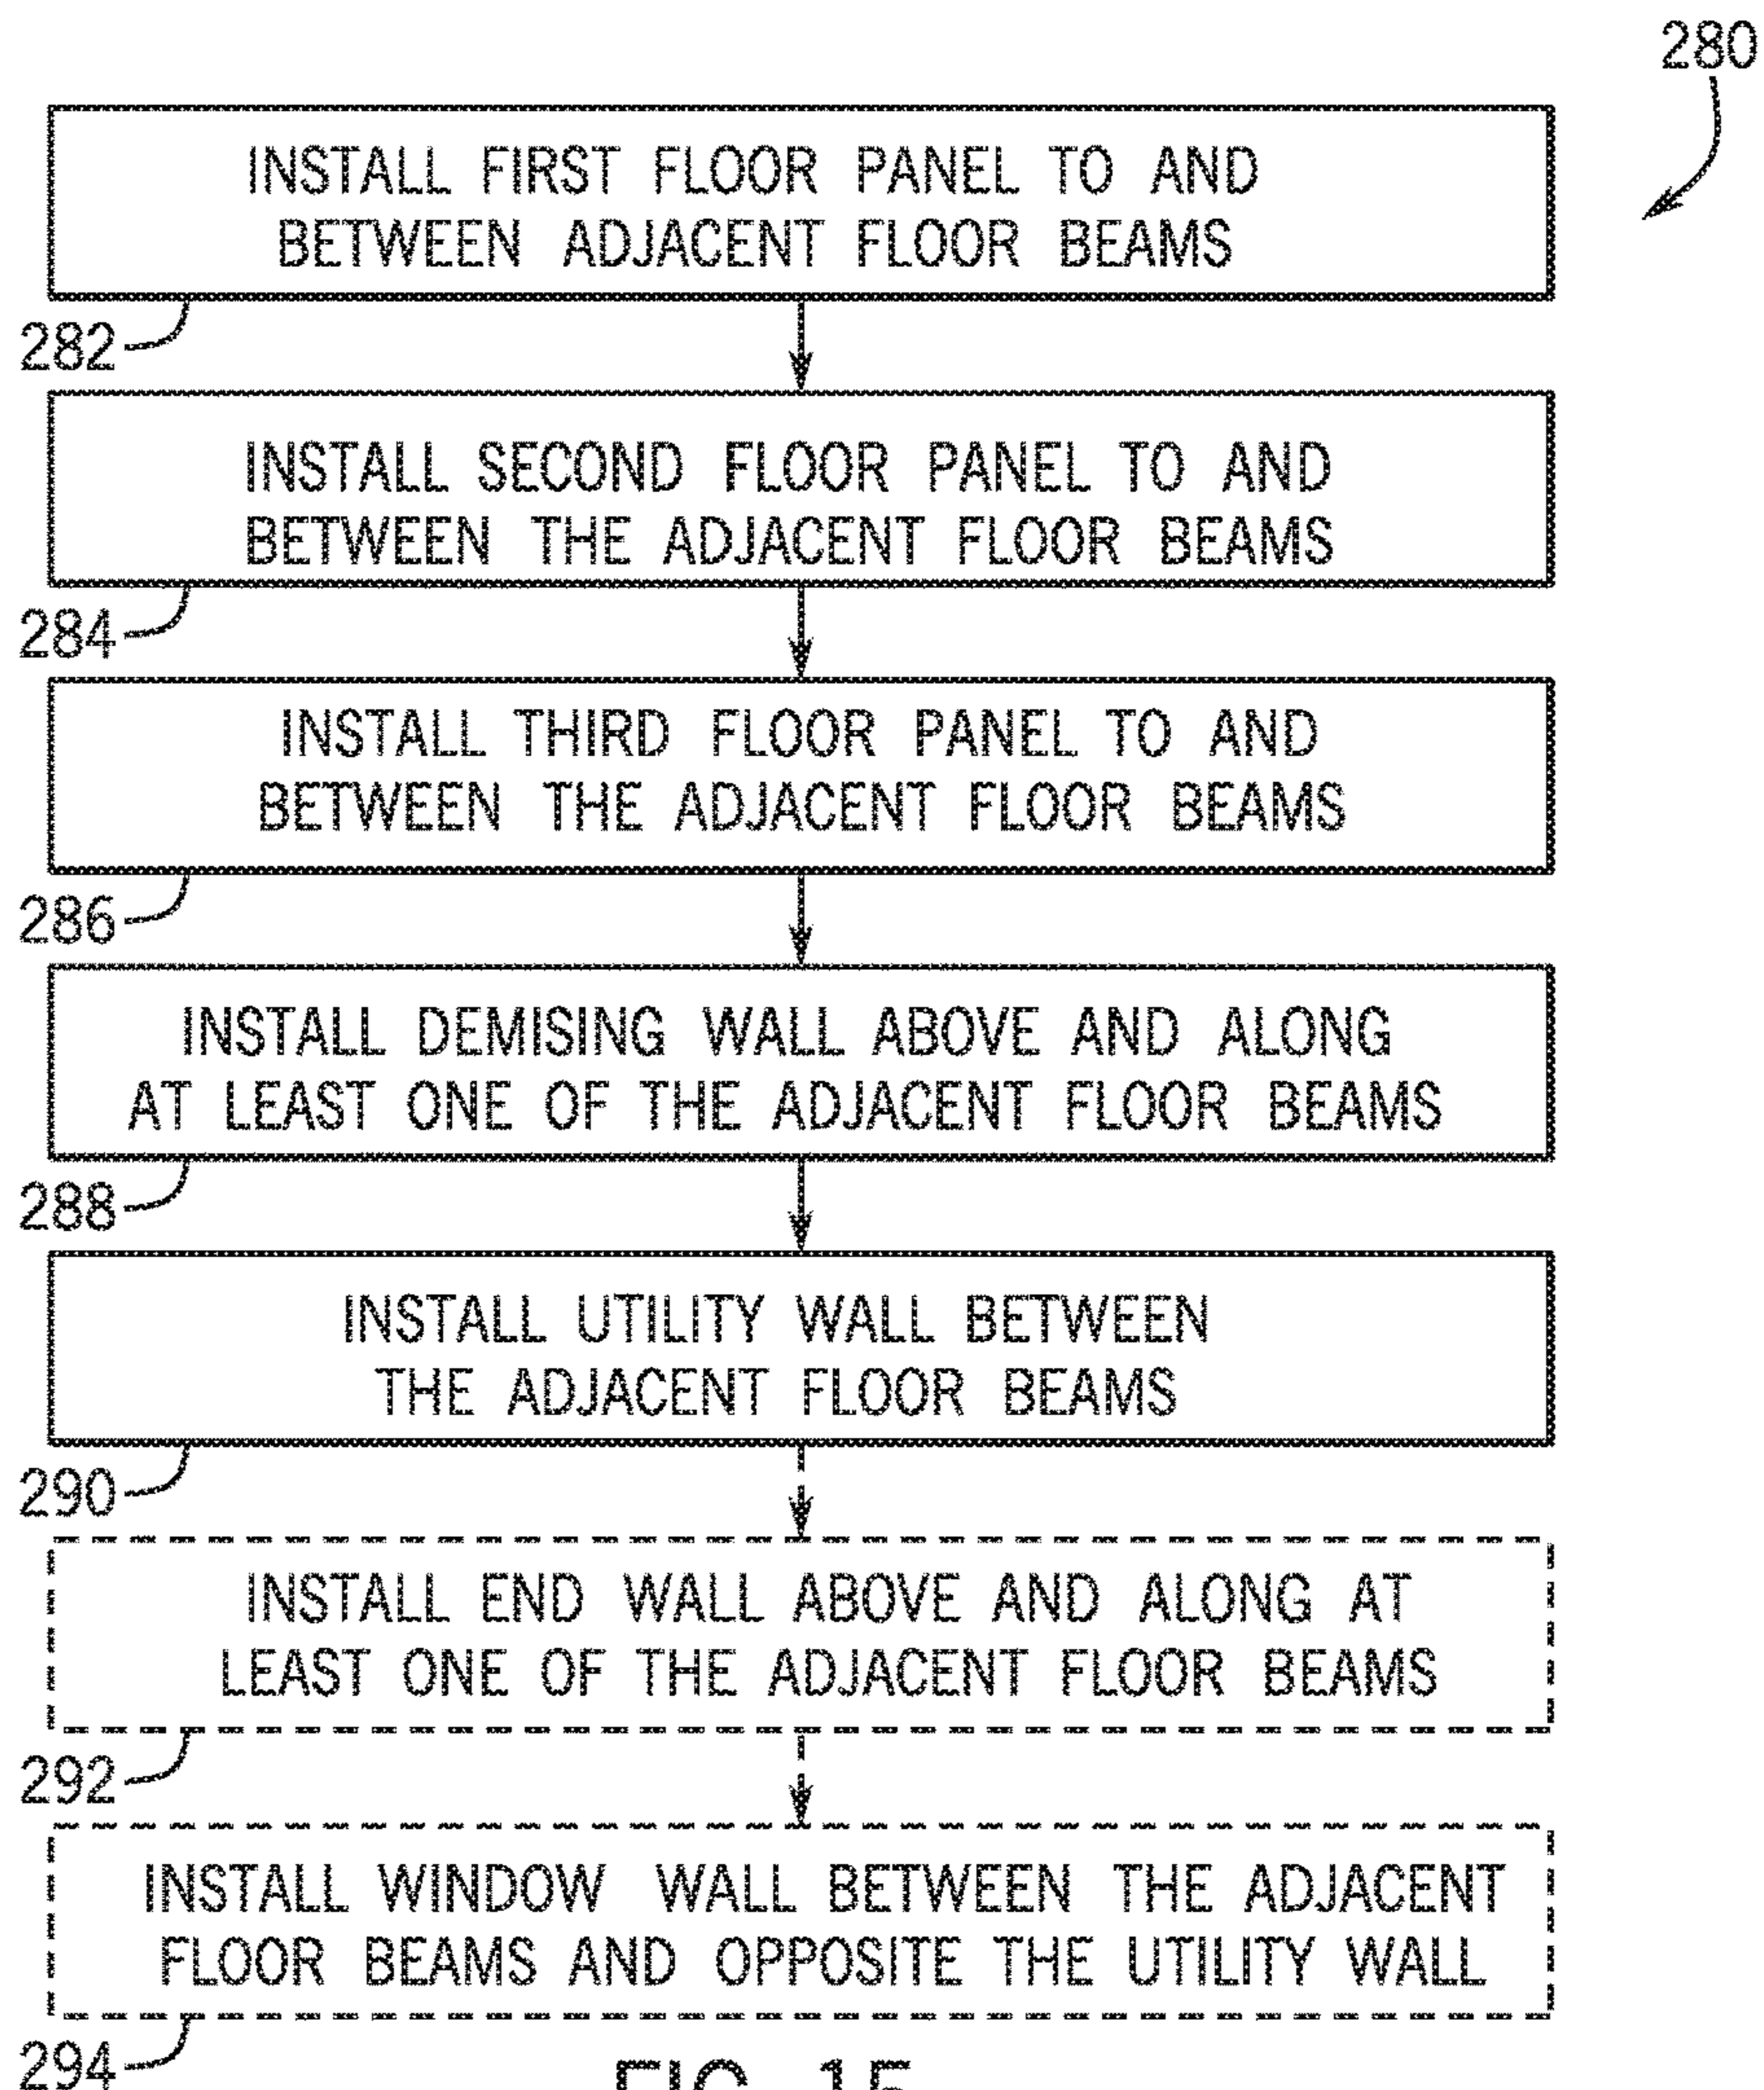 280
INSTALL FIRST FLOOR PANEL TO AND
BETWEEN ADJACENT FLOOR BEAMS
282
INSTALL SECOND FLOOR PANEL TO AND
BETWEEN THE ADJACENT FLOOR BEAMS
284
INSTALL THIRD FLOOR PANEL TO AND
BETWEEN THE ADJACENT FLOOR BEAMS
286
INSTALL DEMISING WALL ABOVE AND ALONG
AT LEAST ONE OF THE ADJACENT FLOOR BEAMS
288
INSTALL UTILITY WALL BETWEEN
THE ADJACENT FLOOR BEAMS
290
INSTALL END WALL ABOVE AND ALONG AT
LEAST ONE OF THE ADJACENT FLOOR BEAMS
292
INSTALL WINDOW WALL BETWEEN THE ADJACENT
FLOOR BEAMS AND OPPOSITE THE UTILITY WALL
294
FIG. 15